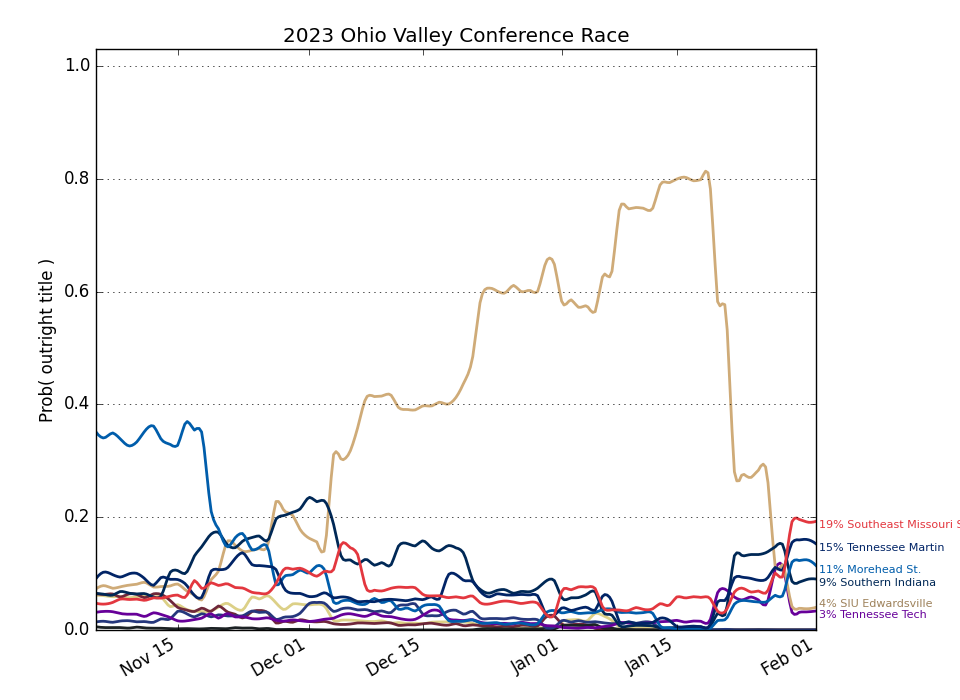 2023 Ohio Valley Conference Race
Prob( outright title )
1.0
0.8
0.6
0.4
0.2
0.0
Nov 15
Dec 01
Dec 15
Jan 01
Jan 15
Feb 01
19% Southeast Missouri S
15% Tennessee Martin
11% Morehead St.
9% Southern Indiana
4% SIU Edwardsville
3% Tennessee Tech